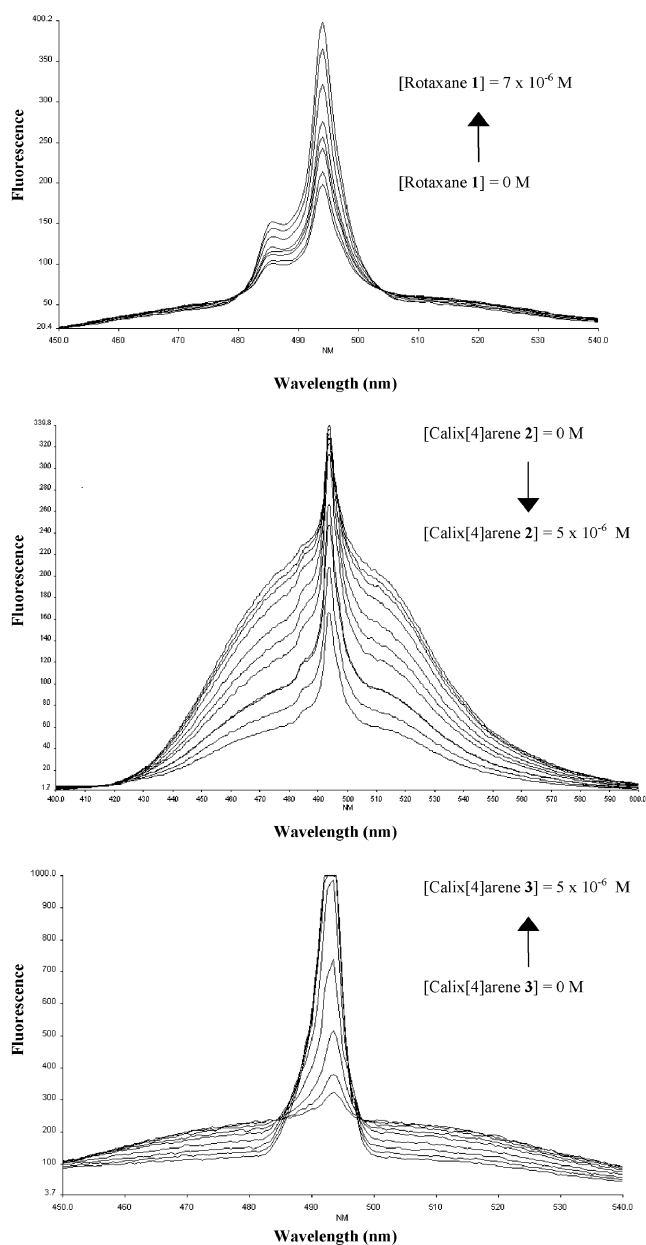 400.2
400
350
300
250
200
150
100
50
20.4
450.0 460 470 480 490 500 510 520 530 540.0
NM
Fluorescence
[Rotaxane 1] = 7 x 10-6 M
[Rotaxane 1] = 0 M
Wavelength (nm)
339.8
320
300
280
260
240
220
200
180
160
140
120
100
80
60
40
20
1.7
400.0 410 420 430 440 450 460 470 480 490 500 510 520 530 540 550 560 570 580 590 600.0
NM
Fluorescence
[Calix[4]arene 2] = 0 M
[Calix[4]arene 2] = 5 x 10-6 M
Wavelength (nm)
1000.0
900
800
700
600
500
400
300
200
100
3.7
450.0 460 470 480 490 500 510 520 530 540.0
NM
Fluorescence
[Calix[4]arene 3] = 5 x 10-6 M
[Calix[4]arene 3] = 0 M
Wavelength (nm)